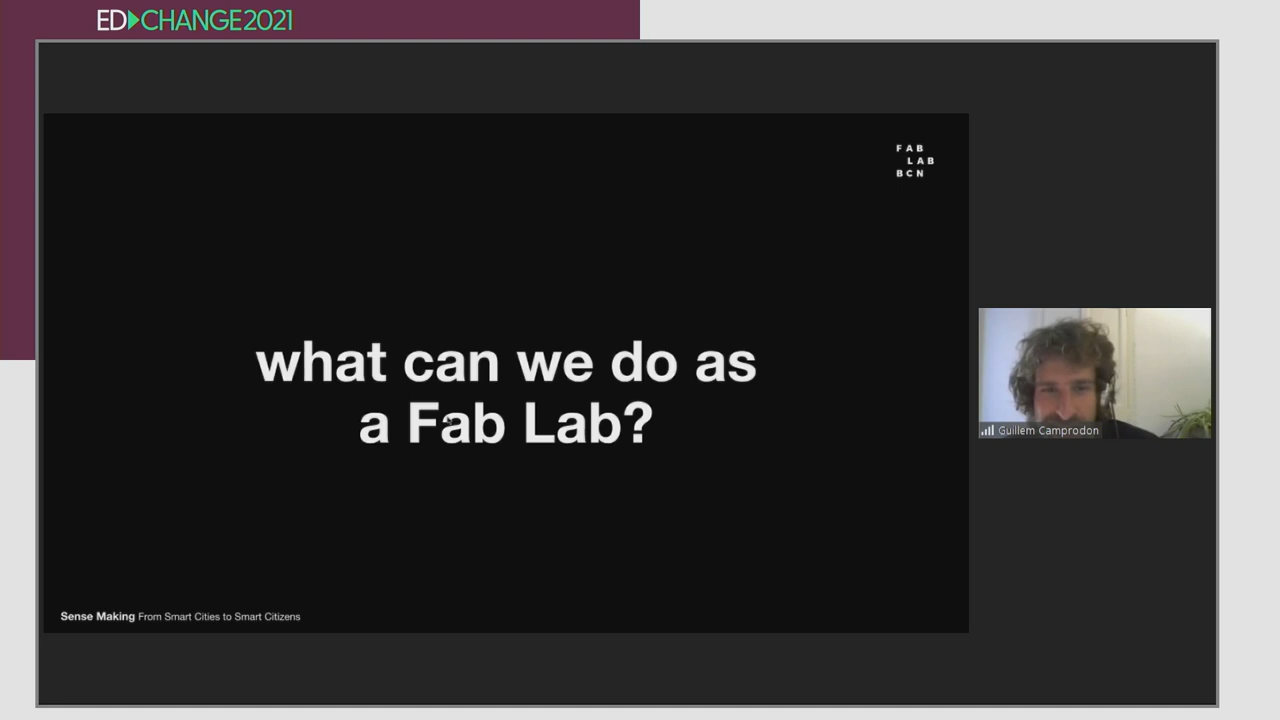 ED CHANGE2021
FAB
LAB
BCN
what can we do as
a Fab Lab?
Guillem Camprodon
Sense Making From Smart Cities to Smart Citizens